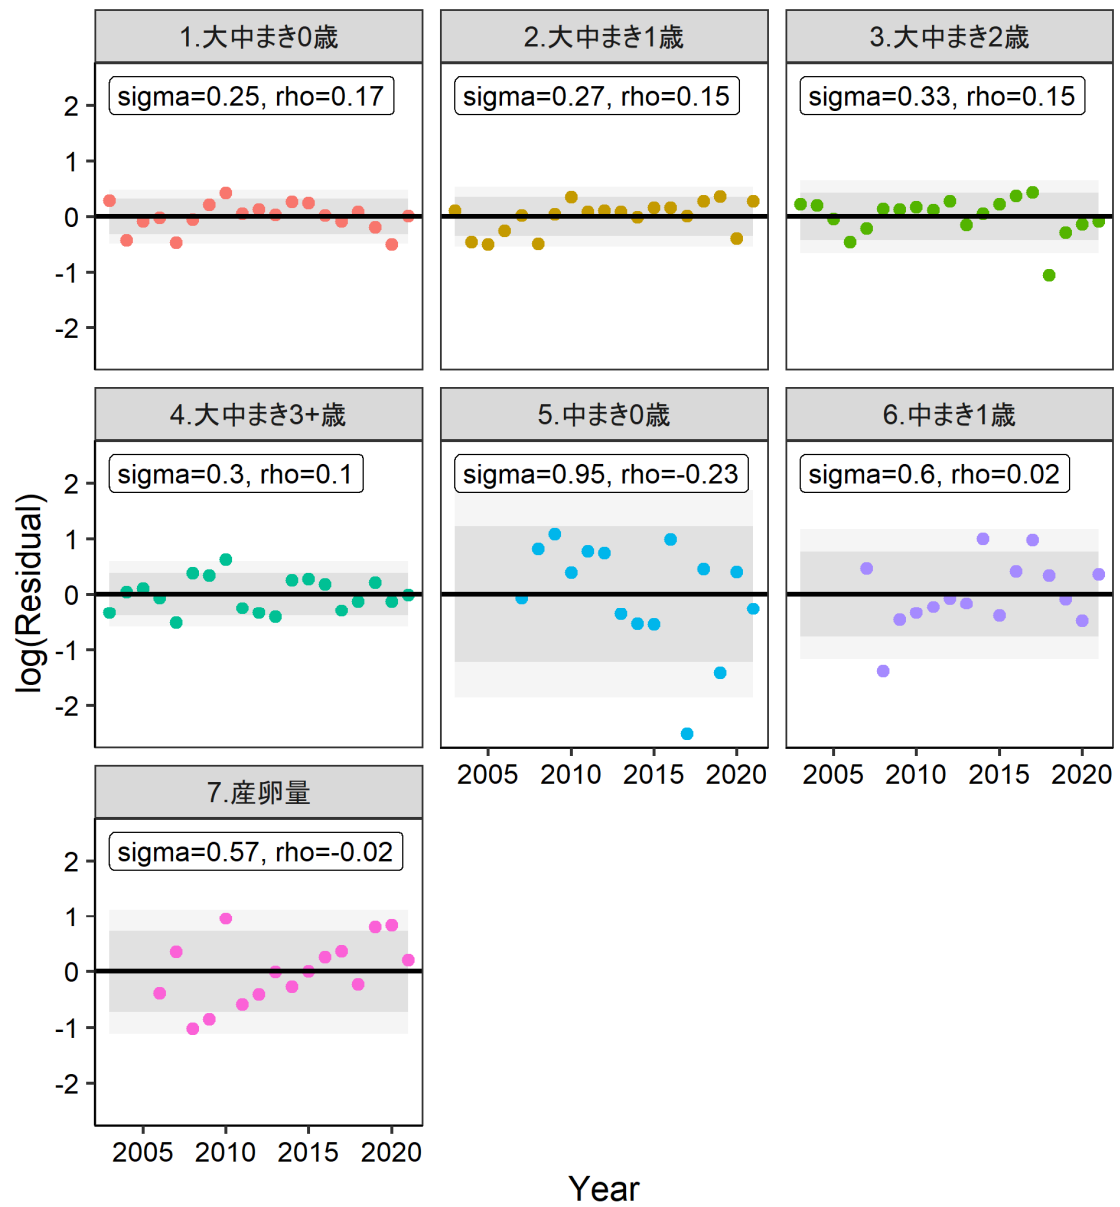 1.大中まき0歳
2.大中まき1歳
3.大中まき2歳
sigma=0.25, rho=0.17
sigma=0.27, rho=0.15
sigma=0.33, rho=0.15
2
1
0
-1
-2
4.大中まき3+歳
5.中まき0歳
6.中まき1歳
sigma=0.3, rho=0.1
sigma=0.95, rho=-0.23
sigma=0.6, rho=0.02
2
1
0
-1
-2
log(Residual)
2005 2010 2015 2020
2005 2010 2015 2020
7.産卵量
sigma=0.57, rho=-0.02
2
1
0
-1
-2
2005 2010 2015 2020
Year